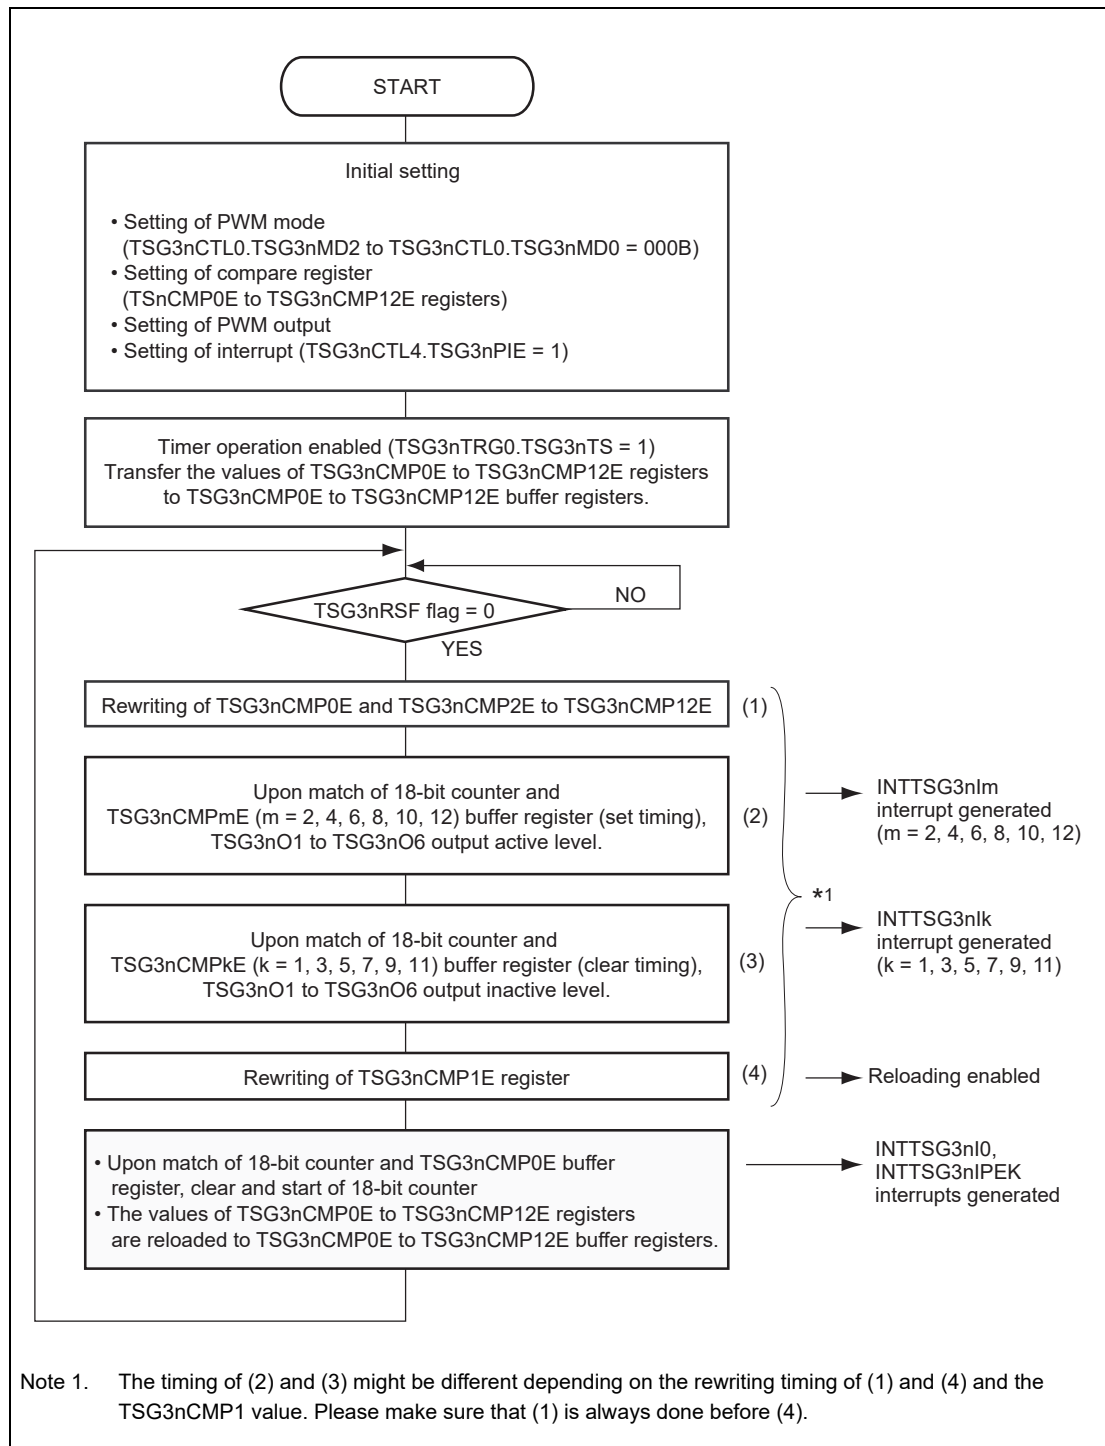 START
Initial setting
• Setting of PWM mode
(TSG3nCTL0.TSG3nMD2 to TSG3nCTL0.TSG3nMD0 = 000B)
• Setting of compare register
(TSnCMP0E to TSG3nCMP12E registers)
• Setting of PWM output
• Setting of interrupt (TSG3nCTL4.TSG3nPIE = 1)
Timer operation enabled (TSG3nTRG0.TSG3nTS = 1)
Transfer the values of TSG3nCMP0E to TSG3nCMP12E registers
to TSG3nCMP0E to TSG3nCMP12E buffer registers.
TSG3nRSF flag = 0
NO
YES
Rewriting of TSG3nCMP0E and TSG3nCMP2E to TSG3nCMP12E
(1)
Upon match of 18-bit counter and
TSG3nCMPmE (m = 2, 4, 6, 8, 10, 12) buffer register (set timing),
TSG3nO1 to TSG3nO6 output active level.
(2)
INTTSG3nIm
interrupt generated
(m = 2, 4, 6, 8, 10, 12)
*1
Upon match of 18-bit counter and
TSG3nCMPkE (k = 1, 3, 5, 7, 9, 11) buffer register (clear timing),
TSG3nO1 to TSG3nO6 output inactive level.
(3)
INTTSG3nIk
interrupt generated
(k = 1, 3, 5, 7, 9, 11)
Rewriting of TSG3nCMP1E register
(4)
Reloading enabled
• Upon match of 18-bit counter and TSG3nCMP0E buffer
register, clear and start of 18-bit counter
• The values of TSG3nCMP0E to TSG3nCMP12E registers
are reloaded to TSG3nCMP0E to TSG3nCMP12E buffer registers.
INTTSG3nI0,
INTTSG3nIPEK
interrupts generated
Note 1. The timing of (2) and (3) might be different depending on the rewriting timing of (1) and (4) and the
TSG3nCMP1 value. Please make sure that (1) is always done before (4).